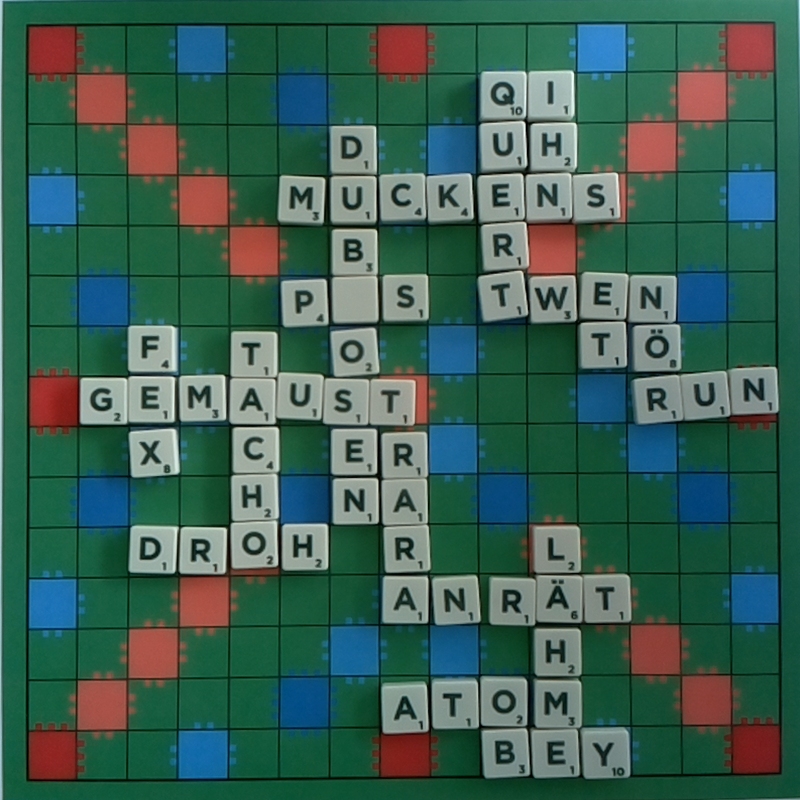 QI
D UH
MUCKENS
B R
P S TWEN
F T O TÖ
GEMAUST RUN
X C E R
H N A
DROH R L
ANRÄT
H
ATOM
BEY